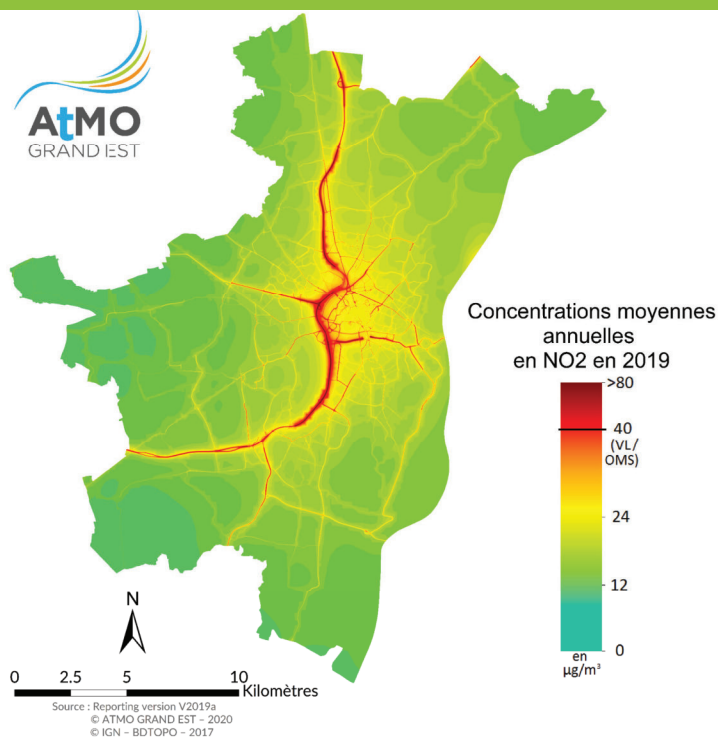 AtMO
GRAND EST
Concentrations moyennes
annuelles
en NO2 en 2019
>80
40
(VL/
OMS)
24
12
0
en
µg/m³
N
0 2.5 5 10
Kilomètres
Source : Reporting version V2019a
© ATMO GRAND EST – 2020
© IGN – BDTOPO – 2017